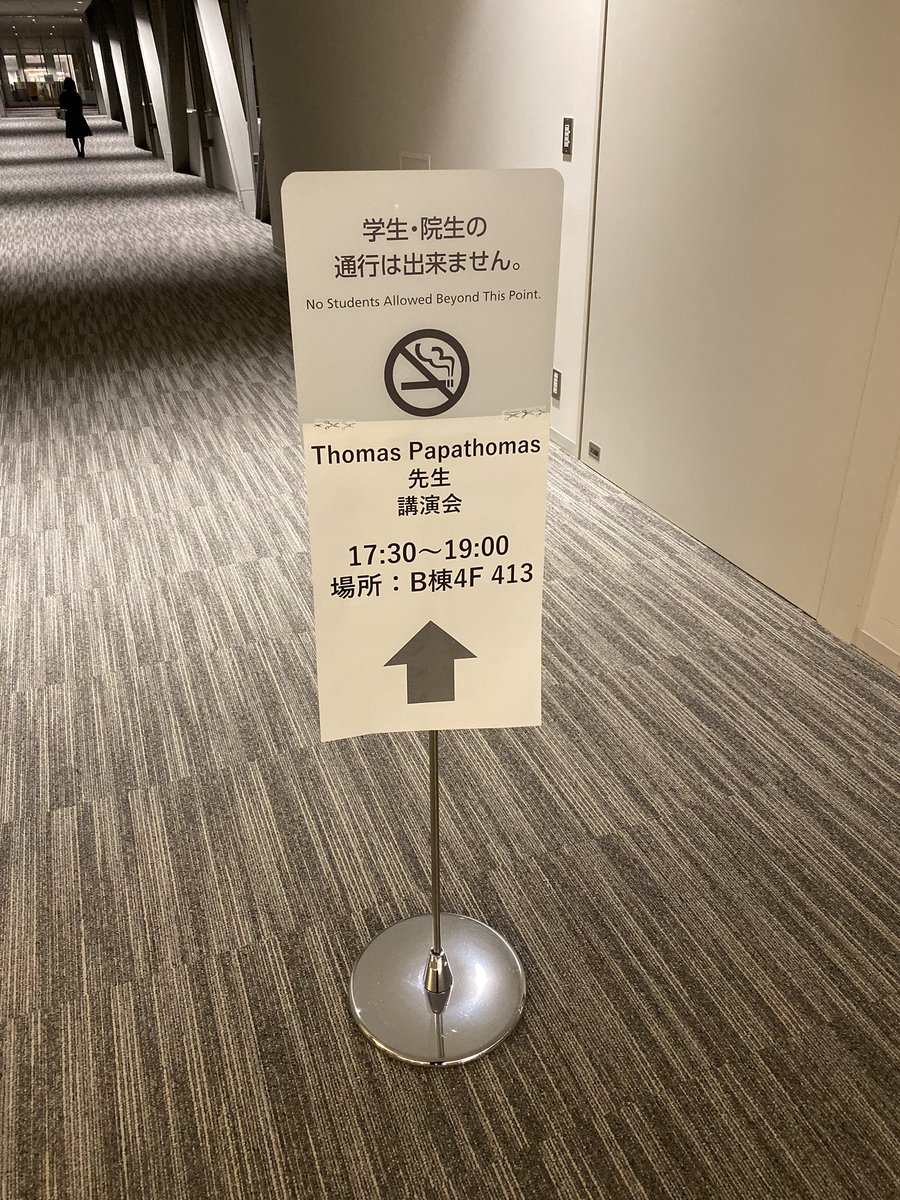 学生・院生の
通行は出来ません。
No Students Allowed Beyond This Point.
Thomas Papathomas
先生
講演会
17:30～19:00
場所：B棟4F 413